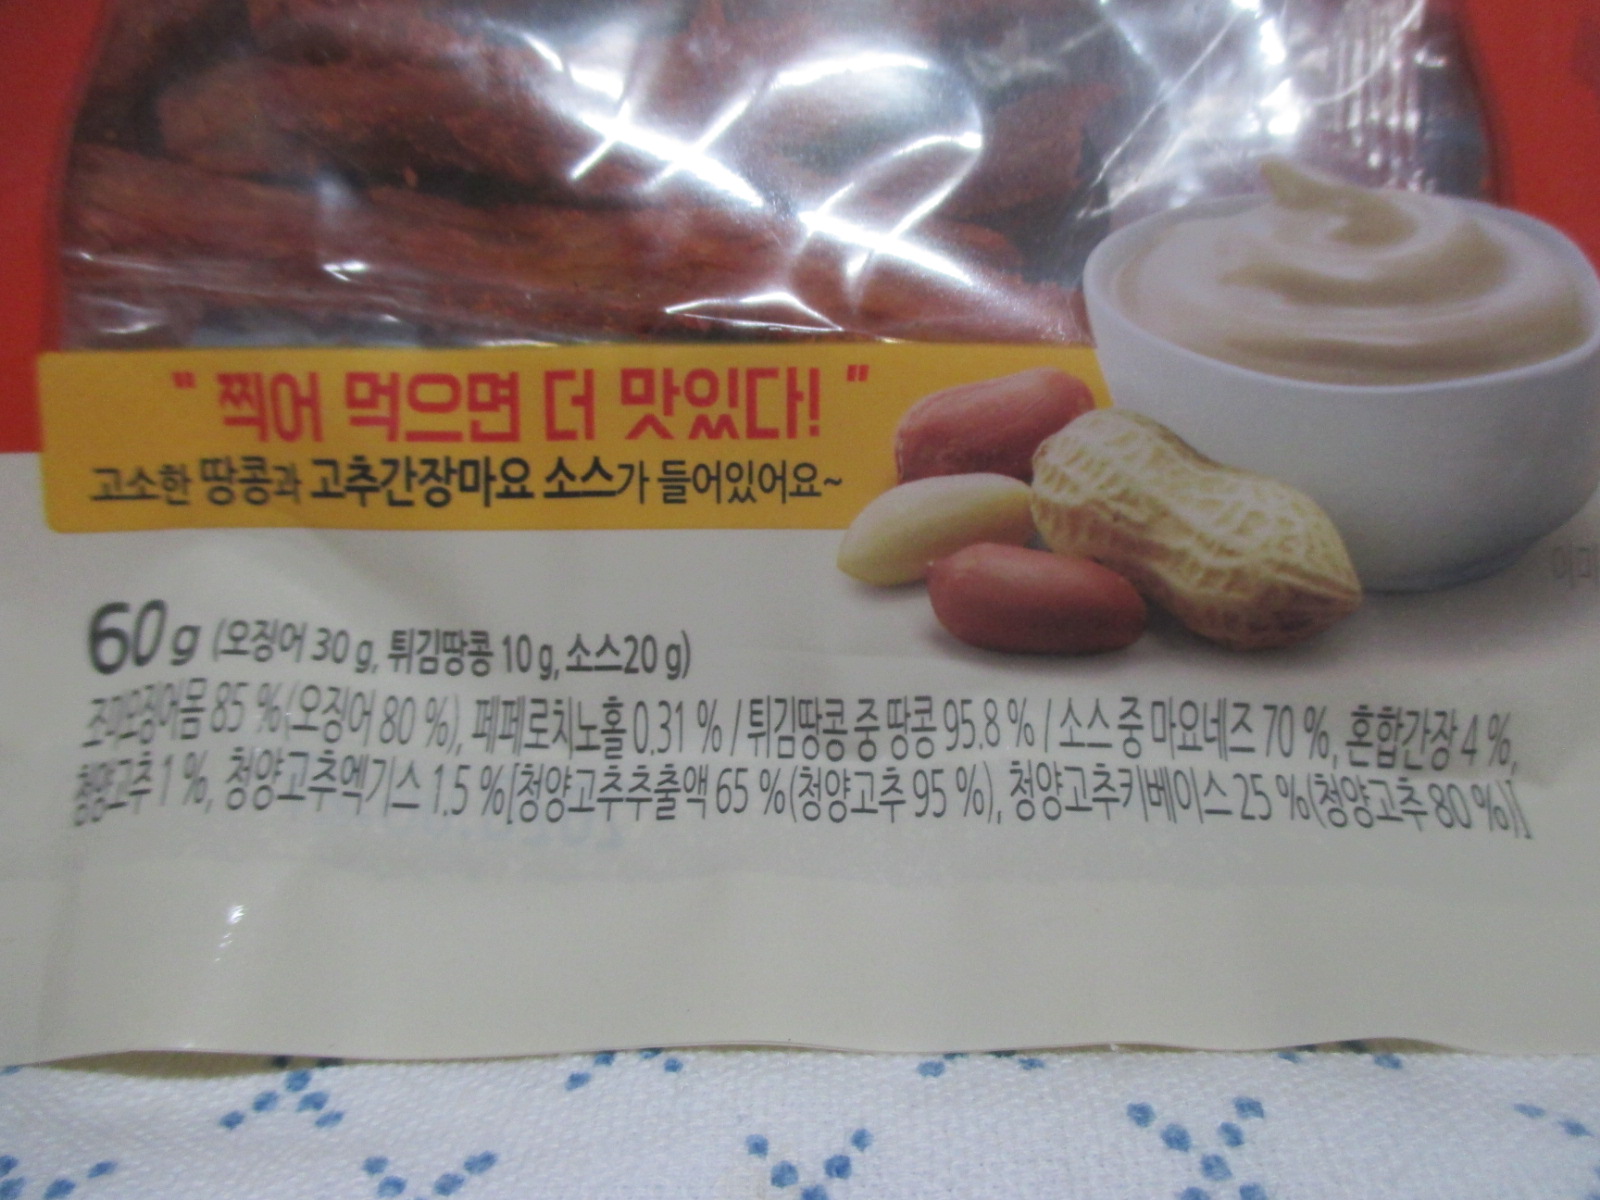 " 찍어 먹으면 더 맛있다! "
고소한 땅콩과 고추간장마요 소스가 들어있어요~
60 g (오징어 30 g, 튀김땅콩 10 g, 소스20 g)
조미오징어몸 85 %(오징어 80 %), 페페로치노홀 0.31 % / 튀김땅콩 중 땅콩 95.8 % / 소스 중 마요네즈 70 %, 혼합간장 4 %,
청양고추 1 %, 청양고추엑기스 1.5 %[청양고추추출액 65 %(청양고추 95 %), 청양고추키베이스 25 %(청양고추 80 %)]